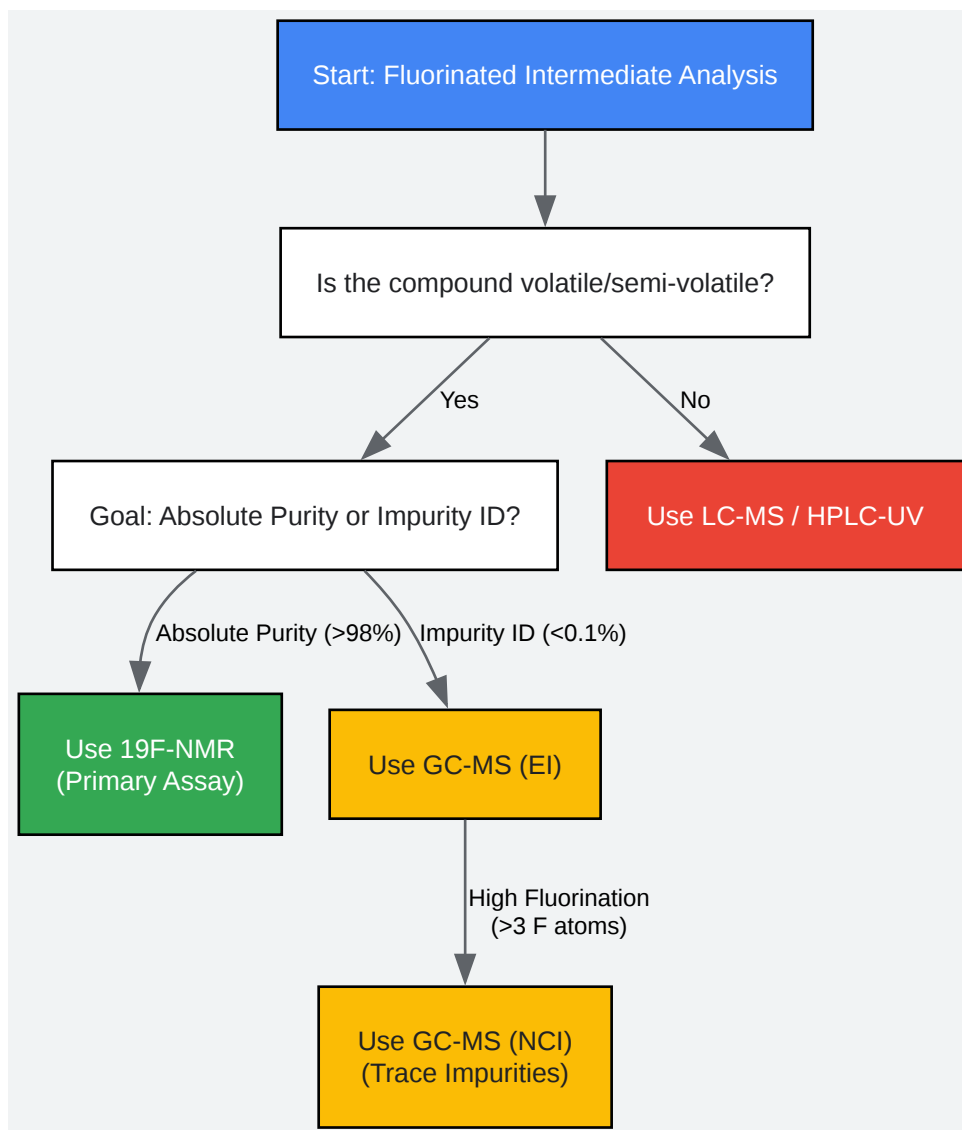 Start: Fluorinated Intermediate Analysis
Is the compound volatile/semi-volatile?
Yes
No
Goal: Absolute Purity or Impurity ID?
Use LC-MS / HPLC-UV
Absolute Purity (>98%)
Impurity ID (<0.1%)
Use 19F-NMR
(Primary Assay)
Use GC-MS (EI)
High Fluorination
(>3 F atoms)
Use GC-MS (NCI)
(Trace Impurities)